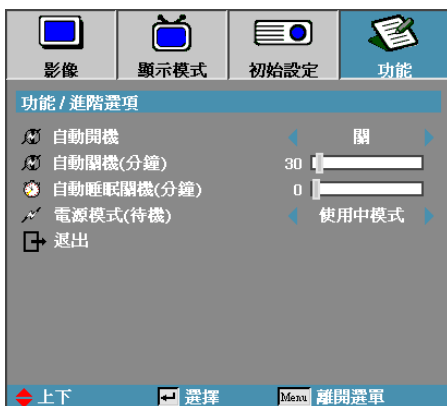 影像 顯示模式 初始設定 功能
功能 / 進階選項
自動開機 關
自動關機(分鐘) 30
自動睡眠關機(分鐘) 0
電源模式(待機) 使用中模式
退出
上下 選擇 Menu 離開選單